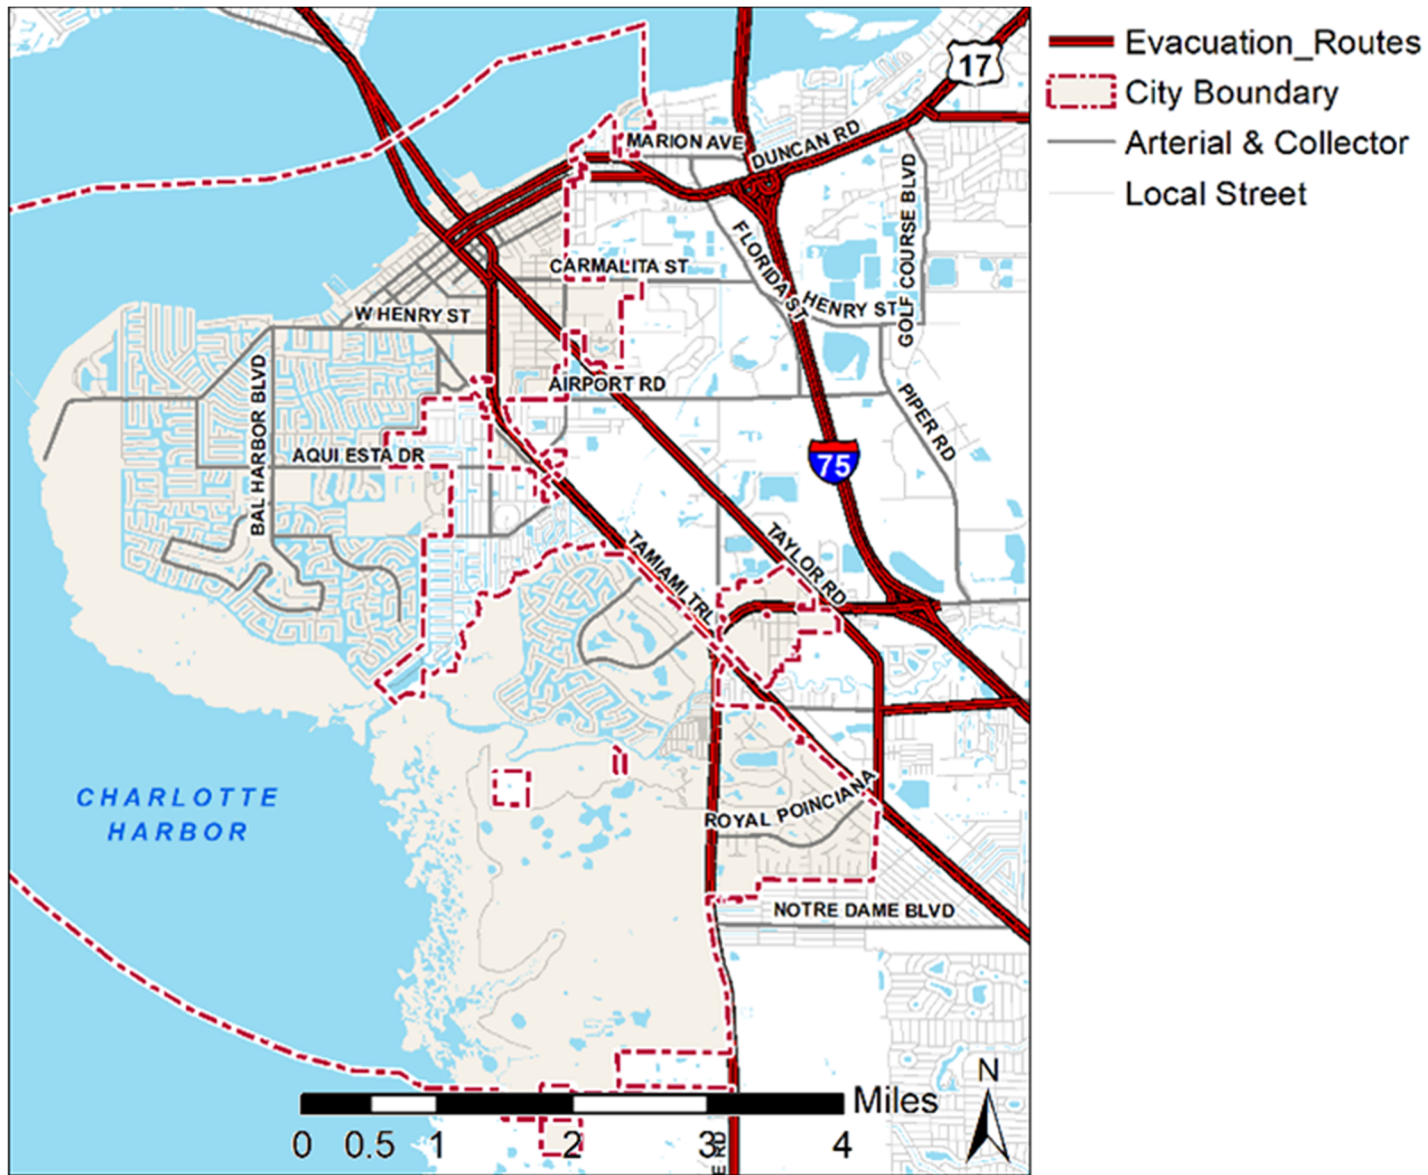 Evacuation_Routes
City Boundary
Arterial & Collector
Local Street
17
MARION AVE
DUNCAN RD
GOLF COURSE BLVD
FLORIDA ST
CARMALITA ST
HENRY ST
W HENRY ST
AIRPORT RD
BAL HARBOR BLVD
PIPER RD
AQUI ESTA DR
75
TAMIAMI TRL
TAYLOR RD
CHARLOTTE
HARBOR
ROYAL POINCIANA
NOTRE DAME BLVD
N
Miles
0 0.5 1 2 3 4